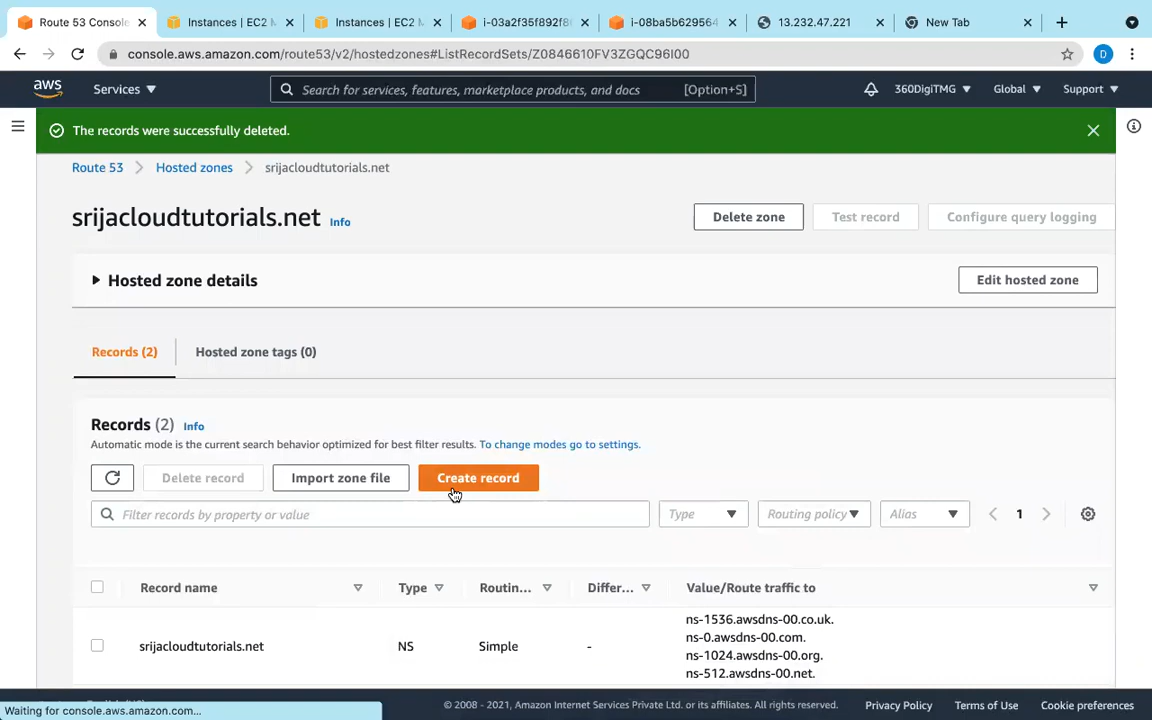 Route 53 Console
Instances | EC2 M
Instances | EC2 M
i-03a2f35f892f8
i-08ba5b629564
13.232.47.221
New Tab
console.aws.amazon.com/route53/v2/hostedzones#ListRecordSets/Z0846610FV3ZGQC96I00
D
aws
Services
Search for services, features, marketplace products, and docs
[Option+S]
360DigiTMG
Global
Support
The records were successfully deleted.
Route 53
Hosted zones
srijacloudtutorials.net
srijacloudtutorials.net
Info
Delete zone
Test record
Configure query logging
Hosted zone details
Edit hosted zone
Records (2)
Hosted zone tags (0)
Records (2)
Info
Automatic mode is the current search behavior optimized for best filter results. To change modes go to settings.
Delete record
Import zone file
Create record
Filter records by property or value
Type
Routing policy
Alias
1
Record name
Type
Routin...
Differ...
Value/Route traffic to
srijacloudtutorials.net
NS
Simple
-
ns-1536.awsdns-00.co.uk.
ns-0.awsdns-00.com.
ns-1024.awsdns-00.org.
ns-512.awsdns-00.net.
Waiting for console.aws.amazon.com...
© 2008 - 2021, Amazon Internet Services Private Ltd. or its affiliates. All rights reserved.
Privacy Policy
Terms of Use
Cookie preferences